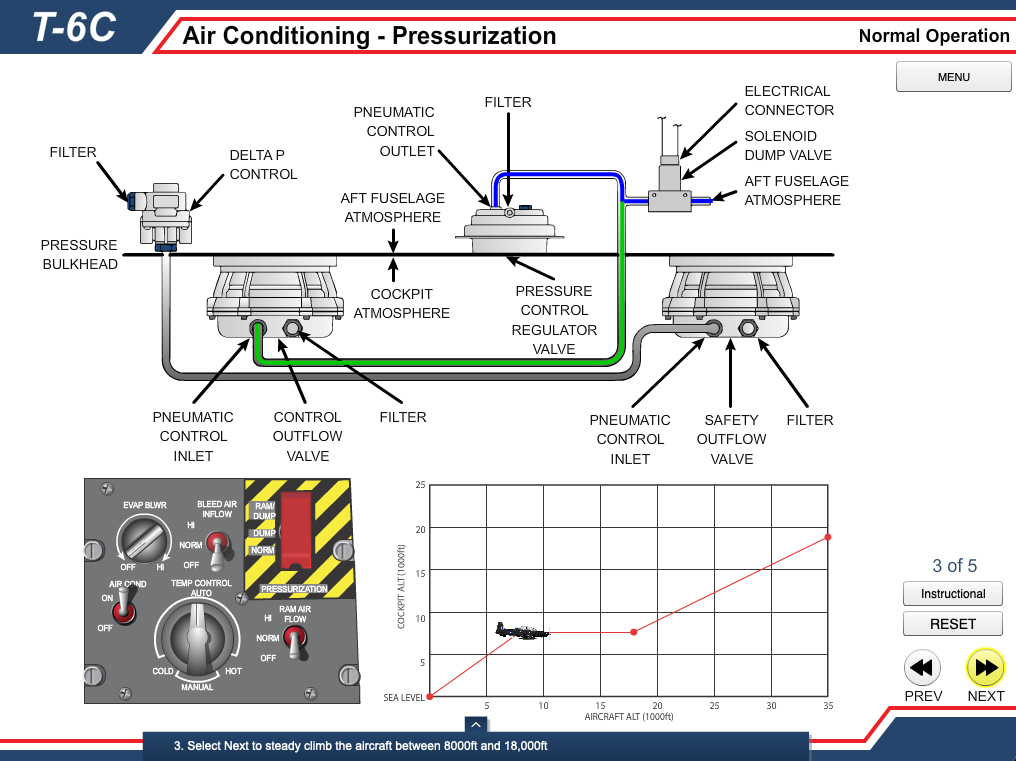 T-6C
Air Conditioning - Pressurization
Normal Operation
MENU
FILTER
DELTA P
CONTROL
PRESSURE
BULKHEAD
PNEUMATIC
CONTROL
OUTLET
FILTER
AFT FUSELAGE
ATMOSPHERE
COCKPIT
ATMOSPHERE
PRESSURE
CONTROL
REGULATOR
VALVE
ELECTRICAL
CONNECTOR
SOLENOID
DUMP VALVE
AFT FUSELAGE
ATMOSPHERE
PNEUMATIC
CONTROL
INLET
CONTROL
OUTFLOW
VALVE
FILTER
PNEUMATIC
CONTROL
INLET
SAFETY
OUTFLOW
VALVE
FILTER
EVAP BLWR
OFF
HI
BLEED AIR
INFLOW
HI
NORM
OFF
RAM/
DUMP
DUMP
NORM
PRESSURIZATION
AIR COND
ON
OFF
TEMP CONTROL
AUTO
COLD
HOT
MANUAL
RAM AIR
FLOW
HI
NORM
OFF
COCKPIT ALT (1000ft)
25
20
15
10
5
SEA LEVEL
5
10
15
20
25
30
35
AIRCRAFT ALT (1000ft)
3 of 5
Instructional
RESET
PREV
NEXT
3. Select Next to steady climb the aircraft between 8000ft and 18,000ft